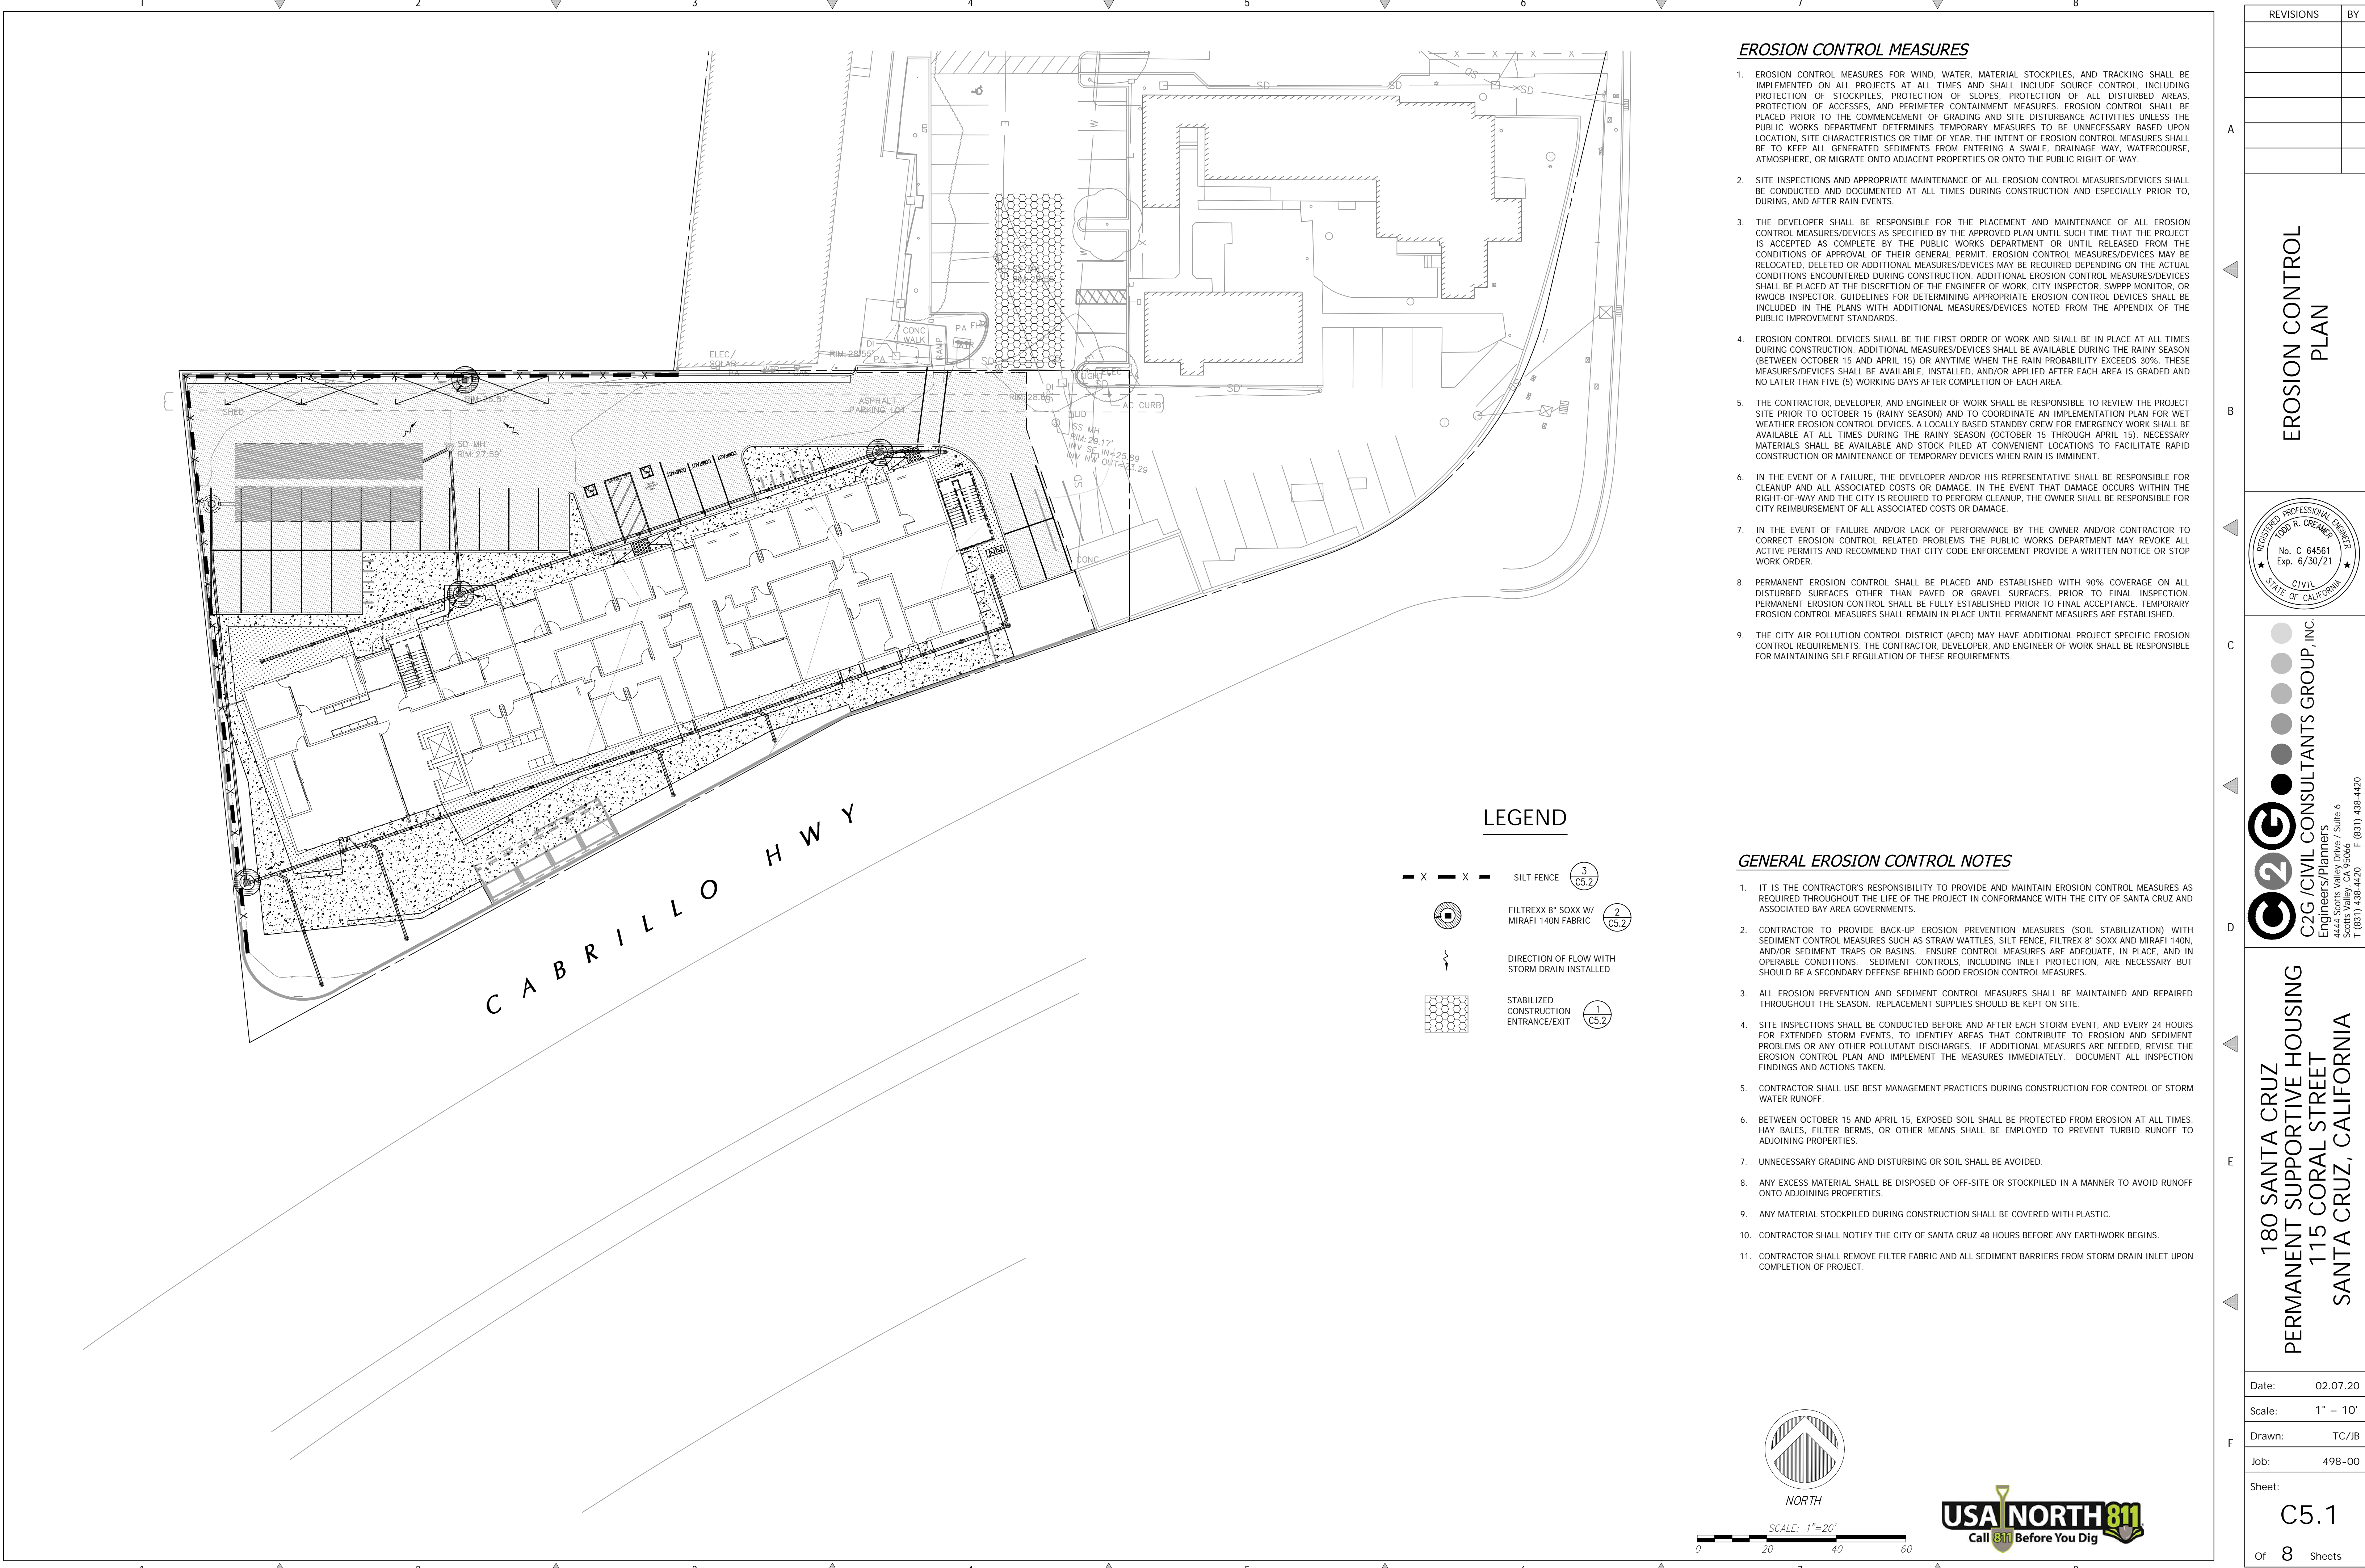 1 2 3 4 5 6 7 8
EROSION CONTROL MEASURES
1. EROSION CONTROL MEASURES FOR WIND, WATER, MATERIAL STOCKPILES, AND TRACKING SHALL BE
IMPLEMENTED ON ALL PROJECTS AT ALL TIMES AND SHALL INCLUDE SOURCE CONTROL, INCLUDING
PROTECTION OF STOCKPILES, PROTECTION OF SLOPES, PROTECTION OF ALL DISTURBED AREAS,
PROTECTION OF ACCESSES, AND PERIMETER CONTAINMENT MEASURES. EROSION CONTROL SHALL BE
PLACED PRIOR TO THE COMMENCEMENT OF GRADING AND SITE DISTURBANCE ACTIVITIES UNLESS THE
PUBLIC WORKS DEPARTMENT DETERMINES TEMPORARY MEASURES TO BE UNNECESSARY BASED UPON
LOCATION, SITE CHARACTERISTICS OR TIME OF YEAR. THE INTENT OF EROSION CONTROL MEASURES SHALL
BE TO KEEP ALL GENERATED SEDIMENTS FROM ENTERING A SWALE, DRAINAGE WAY, WATERCOURSE,
ATMOSPHERE, OR MIGRATE ONTO ADJACENT PROPERTIES OR ONTO THE PUBLIC RIGHT-OF-WAY.
2. SITE INSPECTIONS AND APPROPRIATE MAINTENANCE OF ALL EROSION CONTROL MEASURES/DEVICES SHALL
BE CONDUCTED AND DOCUMENTED AT ALL TIMES DURING CONSTRUCTION AND ESPECIALLY PRIOR TO,
DURING, AND AFTER RAIN EVENTS.
3. THE DEVELOPER SHALL BE RESPONSIBLE FOR THE PLACEMENT AND MAINTENANCE OF ALL EROSION
CONTROL MEASURES/DEVICES AS SPECIFIED BY THE APPROVED PLAN UNTIL SUCH TIME THAT THE PROJECT
IS ACCEPTED AS COMPLETE BY THE PUBLIC WORKS DEPARTMENT OR UNTIL RELEASED FROM THE
CONDITIONS OF APPROVAL OF THEIR GENERAL PERMIT. EROSION CONTROL MEASURES/DEVICES MAY BE
RELOCATED, DELETED OR ADDITIONAL MEASURES/DEVICES MAY BE REQUIRED DEPENDING ON THE ACTUAL
CONDITIONS ENCOUNTERED DURING CONSTRUCTION. ADDITIONAL EROSION CONTROL MEASURES/DEVICES
SHALL BE PLACED AT THE DISCRETION OF THE ENGINEER OF WORK, CITY INSPECTOR, SWPPP MONITOR, OR
RWQCB INSPECTOR. GUIDELINES FOR DETERMINING APPROPRIATE EROSION CONTROL DEVICES SHALL BE
INCLUDED IN THE PLANS WITH ADDITIONAL MEASURES/DEVICES NOTED FROM THE APPENDIX OF THE
PUBLIC IMPROVEMENT STANDARDS.
4. EROSION CONTROL DEVICES SHALL BE THE FIRST ORDER OF WORK AND SHALL BE IN PLACE AT ALL TIMES
DURING CONSTRUCTION. ADDITIONAL MEASURES/DEVICES SHALL BE AVAILABLE DURING THE RAINY SEASON
(BETWEEN OCTOBER 15 AND APRIL 15) OR ANYTIME WHEN THE RAIN PROBABILITY EXCEEDS 30%. THESE
MEASURES/DEVICES SHALL BE AVAILABLE, INSTALLED, AND/OR APPLIED AFTER EACH AREA IS GRADED AND
NO LATER THAN FIVE (5) WORKING DAYS AFTER COMPLETION OF EACH AREA.
5. THE CONTRACTOR, DEVELOPER, AND ENGINEER OF WORK SHALL BE RESPONSIBLE TO REVIEW THE PROJECT
SITE PRIOR TO OCTOBER 15 (RAINY SEASON) AND TO COORDINATE AN IMPLEMENTATION PLAN FOR WET
WEATHER EROSION CONTROL DEVICES. A LOCALLY BASED STANDBY CREW FOR EMERGENCY WORK SHALL BE
AVAILABLE AT ALL TIMES DURING THE RAINY SEASON (OCTOBER 15 THROUGH APRIL 15). NECESSARY
MATERIALS SHALL BE AVAILABLE AND STOCK PILED AT CONVENIENT LOCATIONS TO FACILITATE RAPID
CONSTRUCTION OR MAINTENANCE OF TEMPORARY DEVICES WHEN RAIN IS IMMINENT.
6. IN THE EVENT OF A FAILURE, THE DEVELOPER AND/OR HIS REPRESENTATIVE SHALL BE RESPONSIBLE FOR
CLEANUP AND ALL ASSOCIATED COSTS OR DAMAGE. IN THE EVENT THAT DAMAGE OCCURS WITHIN THE
RIGHT-OF-WAY AND THE CITY IS REQUIRED TO PERFORM CLEANUP, THE OWNER SHALL BE RESPONSIBLE FOR
CITY REIMBURSEMENT OF ALL ASSOCIATED COSTS OR DAMAGE.
7. IN THE EVENT OF FAILURE AND/OR LACK OF PERFORMANCE BY THE OWNER AND/OR CONTRACTOR TO
CORRECT EROSION CONTROL RELATED PROBLEMS THE PUBLIC WORKS DEPARTMENT MAY REVOKE ALL
ACTIVE PERMITS AND RECOMMEND THAT CITY CODE ENFORCEMENT PROVIDE A WRITTEN NOTICE OR STOP
WORK ORDER.
8. PERMANENT EROSION CONTROL SHALL BE PLACED AND ESTABLISHED WITH 90% COVERAGE ON ALL
DISTURBED SURFACES OTHER THAN PAVED OR GRAVEL SURFACES, PRIOR TO FINAL INSPECTION.
PERMANENT EROSION CONTROL SHALL BE FULLY ESTABLISHED PRIOR TO FINAL ACCEPTANCE. TEMPORARY
EROSION CONTROL MEASURES SHALL REMAIN IN PLACE UNTIL PERMANENT MEASURES ARE ESTABLISHED.
9. THE CITY AIR POLLUTION CONTROL DISTRICT (APCD) MAY HAVE ADDITIONAL PROJECT SPECIFIC EROSION
CONTROL REQUIREMENTS. THE CONTRACTOR, DEVELOPER, AND ENGINEER OF WORK SHALL BE RESPONSIBLE
FOR MAINTAINING SELF REGULATION OF THESE REQUIREMENTS.
ELEC/
SOLAR
RIM: 28.55'
CONC
WALK
RAMP
DI
PA
SHED
ASPHALT
PARKING LOT
SD MH
RIM: 27.59'
COMPACT
COMPACT
COMPACT
AC CURB
SS MH
RIM: 29.17'
INV SE IN=25.89
INV NW OUT=23.29
SD
CONC
CABRILLO HWY
LEGEND
SILT FENCE 3 C5.2
FILTREXX 8" SOXX W/
MIRAFI 140N FABRIC 2 C5.2
DIRECTION OF FLOW WITH
STORM DRAIN INSTALLED
STABILIZED
CONSTRUCTION
ENTRANCE/EXIT 1 C5.2
GENERAL EROSION CONTROL NOTES
1. IT IS THE CONTRACTOR'S RESPONSIBILITY TO PROVIDE AND MAINTAIN EROSION CONTROL MEASURES AS
REQUIRED THROUGHOUT THE LIFE OF THE PROJECT IN CONFORMANCE WITH THE CITY OF SANTA CRUZ AND
ASSOCIATED BAY AREA GOVERNMENTS.
2. CONTRACTOR TO PROVIDE BACK-UP EROSION PREVENTION MEASURES (SOIL STABILIZATION) WITH
SEDIMENT CONTROL MEASURES SUCH AS STRAW WATTLES, SILT FENCE, FILTREX 8" SOXX AND MIRAFI 140N,
AND/OR SEDIMENT TRAPS OR BASINS. ENSURE CONTROL MEASURES ARE ADEQUATE, IN PLACE, AND IN
OPERABLE CONDITIONS. SEDIMENT CONTROLS, INCLUDING INLET PROTECTION, ARE NECESSARY BUT
SHOULD BE A SECONDARY DEFENSE BEHIND GOOD EROSION CONTROL MEASURES.
3. ALL EROSION PREVENTION AND SEDIMENT CONTROL MEASURES SHALL BE MAINTAINED AND REPAIRED
THROUGHOUT THE SEASON. REPLACEMENT SUPPLIES SHOULD BE KEPT ON SITE.
4. SITE INSPECTIONS SHALL BE CONDUCTED BEFORE AND AFTER EACH STORM EVENT, AND EVERY 24 HOURS
FOR EXTENDED STORM EVENTS, TO IDENTIFY AREAS THAT CONTRIBUTE TO EROSION AND SEDIMENT
PROBLEMS OR ANY OTHER POLLUTANT DISCHARGES. IF ADDITIONAL MEASURES ARE NEEDED, REVISE THE
EROSION CONTROL PLAN AND IMPLEMENT THE MEASURES IMMEDIATELY. DOCUMENT ALL INSPECTION
FINDINGS AND ACTIONS TAKEN.
5. CONTRACTOR SHALL USE BEST MANAGEMENT PRACTICES DURING CONSTRUCTION FOR CONTROL OF STORM
WATER RUNOFF.
6. BETWEEN OCTOBER 15 AND APRIL 15, EXPOSED SOIL SHALL BE PROTECTED FROM EROSION AT ALL TIMES.
HAY BALES, FILTER BERMS, OR OTHER MEANS SHALL BE EMPLOYED TO PREVENT TURBID RUNOFF TO
ADJOINING PROPERTIES.
7. UNNECESSARY GRADING AND DISTURBING OR SOIL SHALL BE AVOIDED.
8. ANY EXCESS MATERIAL SHALL BE DISPOSED OF OFF-SITE OR STOCKPILED IN A MANNER TO AVOID RUNOFF
ONTO ADJOINING PROPERTIES.
9. ANY MATERIAL STOCKPILED DURING CONSTRUCTION SHALL BE COVERED WITH PLASTIC.
10. CONTRACTOR SHALL NOTIFY THE CITY OF SANTA CRUZ 48 HOURS BEFORE ANY EARTHWORK BEGINS.
11. CONTRACTOR SHALL REMOVE FILTER FABRIC AND ALL SEDIMENT BARRIERS FROM STORM DRAIN INLET UPON
COMPLETION OF PROJECT.
NORTH
SCALE: 1"=20'
0 20 40 60
USA NORTH 811
Call 811 Before You Dig
A
B
C
D
E
F
REVISIONS BY
EROSION CONTROL
PLAN
REGISTERED PROFESSIONAL ENGINEER
TODD R. CREAMER
No. C 64561
Exp. 6/30/21
CIVIL
STATE OF CALIFORNIA
C2G
C2G/CIVIL CONSULTANTS GROUP, INC.
Engineers/Planners
4444 Scotts Valley Drive / Suite 6
Scotts Valley, CA 95066
T (831) 438-4420 F (831) 438-4420
180 SANTA CRUZ
PERMANENT SUPPORTIVE HOUSING
115 CORAL STREET
SANTA CRUZ, CALIFORNIA
Date: 02.07.20
Scale: 1" = 10'
Drawn: TC/JB
Job: 498-00
Sheet:
C5.1
Of 8 Sheets